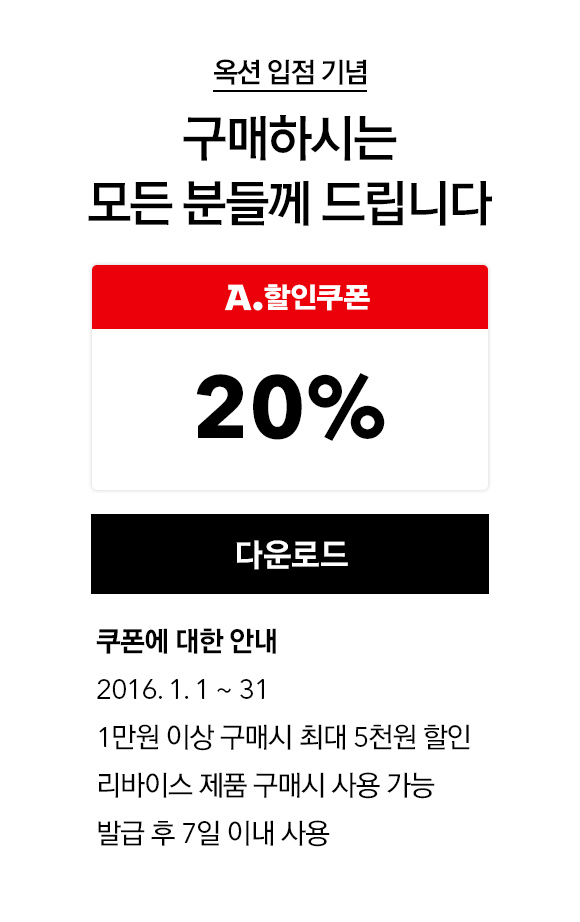 옥션 입점 기념
구매하시는
모든 분들께 드립니다
A.할인쿠폰
20%
다운로드
쿠폰에 대한 안내
2016. 1. 1 ~ 31
1만원 이상 구매시 최대 5천원 할인
리바이스 제품 구매시 사용 가능
발급 후 7일 이내 사용